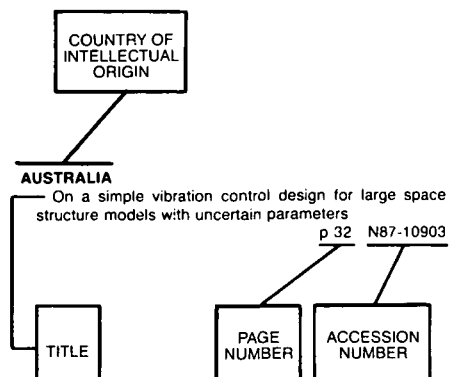 COUNTRY OF
INTELLECTUAL
ORIGIN
AUSTRALIA
On a simple vibration control design for large space
structure models with uncertain parameters
p 32 N87-10903
TITLE
PAGE
NUMBER
ACCESSION
NUMBER